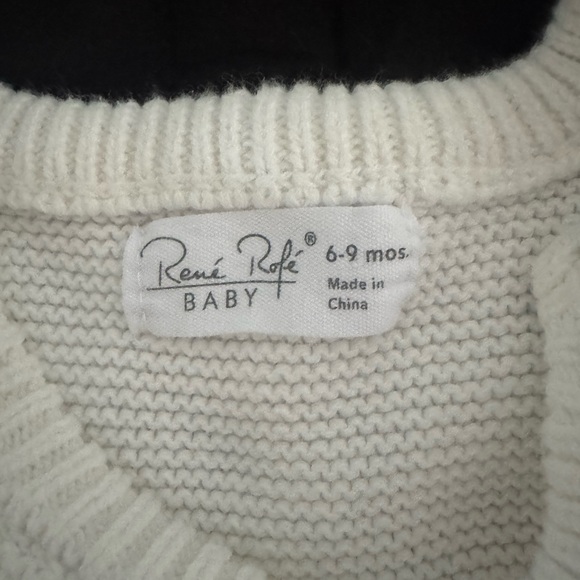 René Rofé®
BABY
6-9 mos.
Made in
China